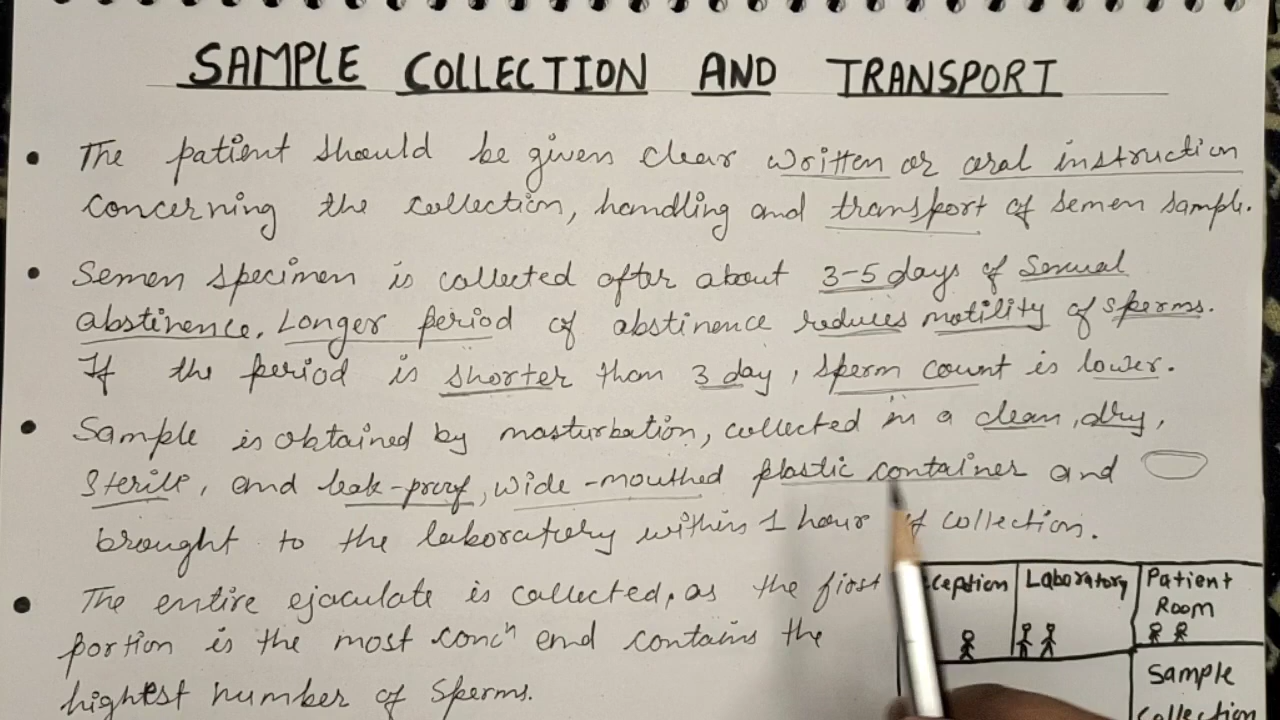 SAMPLE COLLECTION AND TRANSPORT
• The patient should be given clear written or oral instruction
concerning the collection, handling and transport of semen sample.
• Semen specimen is collected after about 3-5 days of Sexual
abstinence. Longer period of abstinence reduces motility of sperms.
If the period is shorter than 3 day, sperm count is lower.
• Sample is obtained by masturbation, collected in a clean, dry,
Sterile, and leak-proof, wide-mouthed plastic container and
brought to the laboratory within 1 hour of collection.
• The entire ejaculate is collected, as the first
portion is the most concⁿ end contains the
highest number of Sperms.
ception Laboratory Patient
Room
Sample
Collection